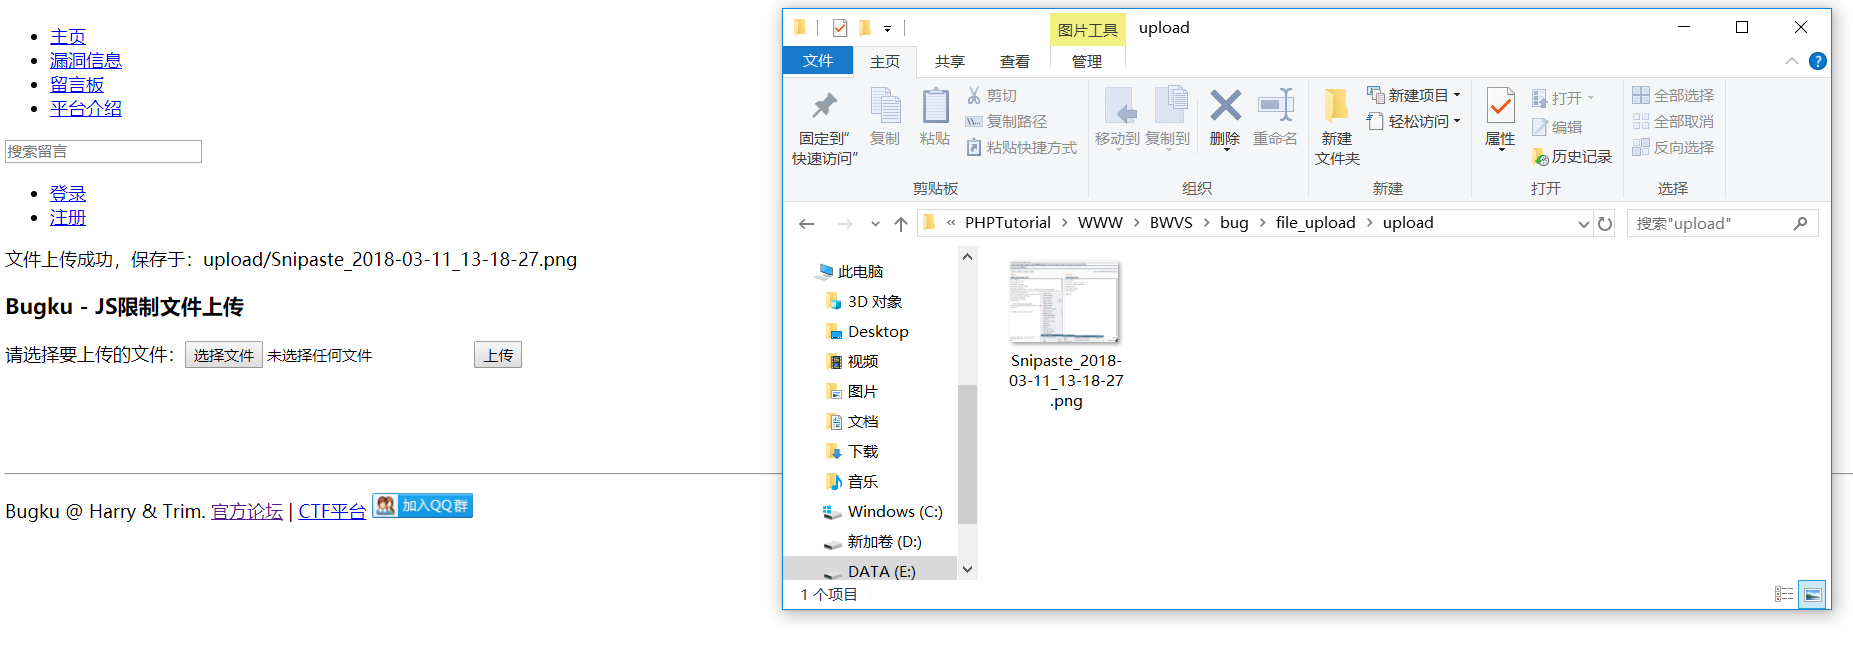 主页
漏洞信息
留言板
平台介绍
搜索留言
登录
注册
文件上传成功，保存于：upload/Snipaste_2018-03-11_13-18-27.png
Bugku - JS限制文件上传
请选择要上传的文件： 选择文件 未选择任何文件 上传
Bugku @ Harry & Trim. 官方论坛 | CTF平台 加入QQ群
图片工具 upload
文件 主页 共享 查看 管理
固定到"
快速访问"
复制
粘贴
剪切
复制路径
粘贴快捷方式
剪贴板
移动到 复制到 删除 重命名
组织
新建
文件夹
新建项目
轻松访问
新建
属性
打开
编辑
历史记录
打开
全部选择
全部取消
反向选择
选择
« PHPTutorial > WWW > BWVS > bug > file_upload > upload
搜索"upload"
此电脑
3D 对象
Desktop
视频
图片
文档
下载
音乐
Windows (C:)
新加卷 (D:)
DATA (E:)
Snipaste_2018-
03-11_13-18-27
.png
1 个项目